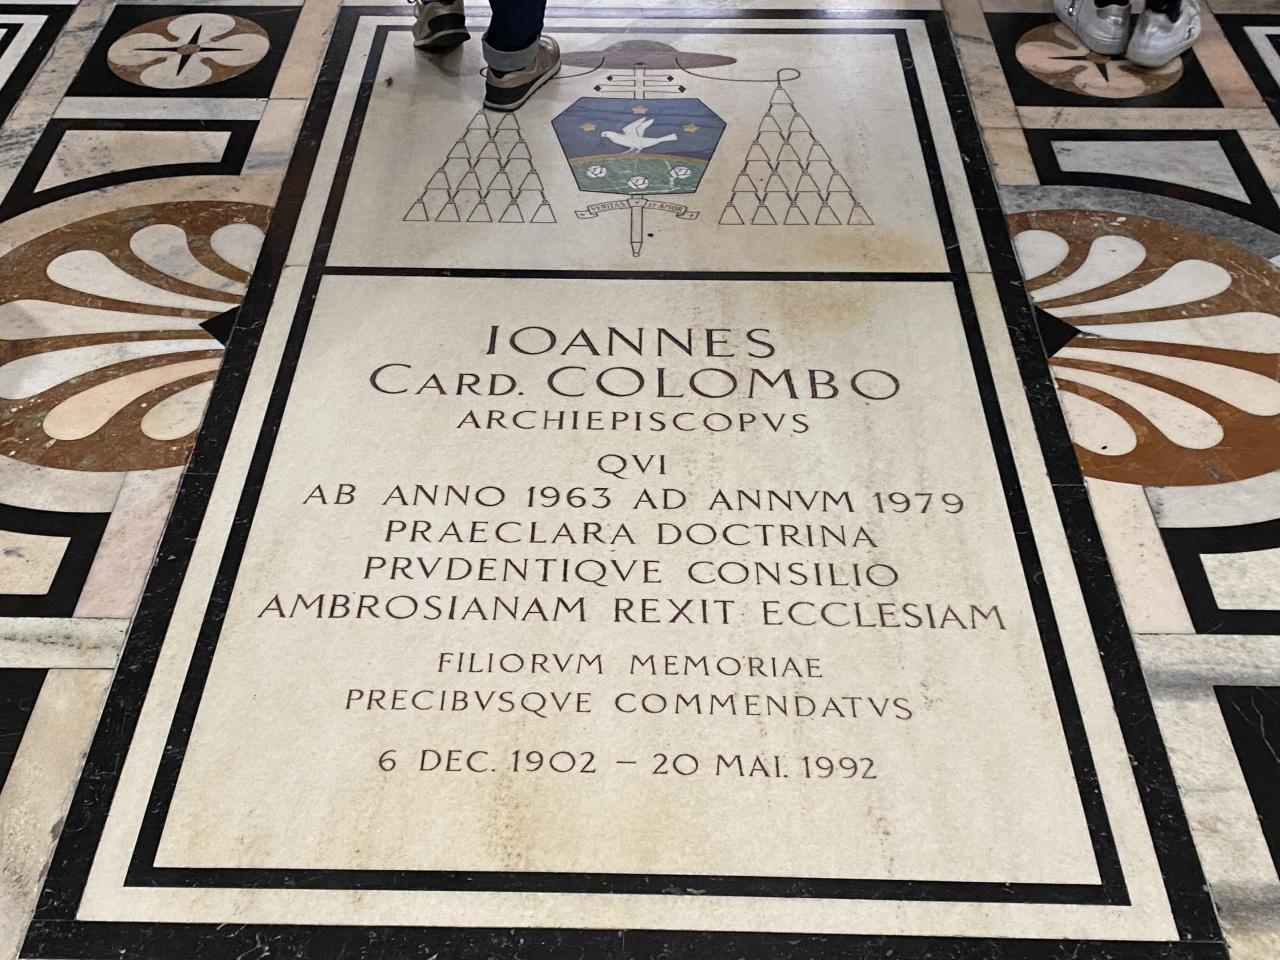 VERITAS ET AMOR
IOANNES
CARD. COLOMBO
ARCHIEPISCOPVS
QVI
AB ANNO 1963 AD ANNVM 1979
PRAECLARA DOCTRINA
PRVDENTIQVE CONSILIO
AMBROSIANAM REXIT ECCLESIAM
FILIORVM MEMORIAE
PRECIBVSQVE COMMENDATVS
6 DEC. 1902 – 20 MAI. 1992